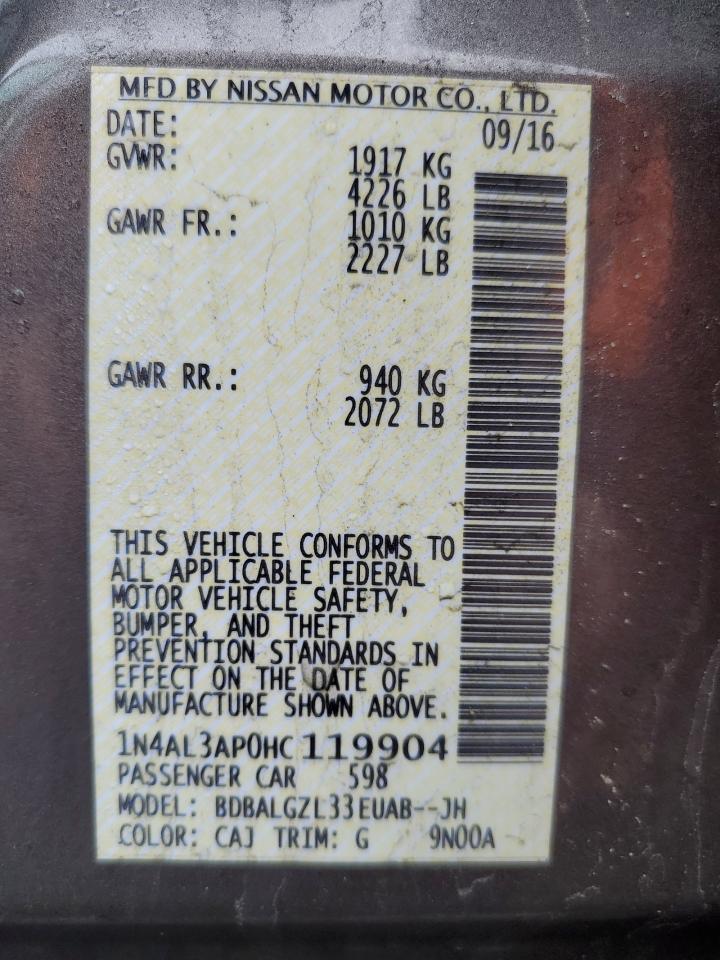 MFD BY NISSAN MOTOR CO., LTD.
DATE: 09/16
GVWR: 1917 KG
4226 LB
GAWR FR.: 1010 KG
2227 LB
GAWR RR.: 940 KG
2072 LB
THIS VEHICLE CONFORMS TO
ALL APPLICABLE FEDERAL
MOTOR VEHICLE SAFETY,
BUMPER, AND THEFT
PREVENTION STANDARDS IN
EFFECT ON THE DATE OF
MANUFACTURE SHOWN ABOVE.
1N4AL3AP0HC119904
PASSENGER CAR 598
MODEL: BDBALGZL33EUAB--JH
COLOR: CAJ TRIM: G 9N00A